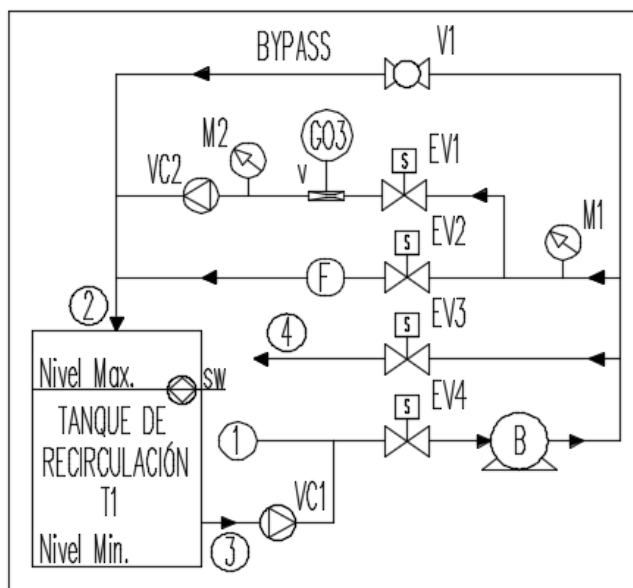 BYPASS
V1
M2
GO3
EV1
VC2
V
S
EV2
M1
S
F
2
EV3
4
S
Nivel Max.
SW
EV4
S
TANQUE DE
RECIRCULACIÓN
T1
1
B
VC1
Nivel Min.
3